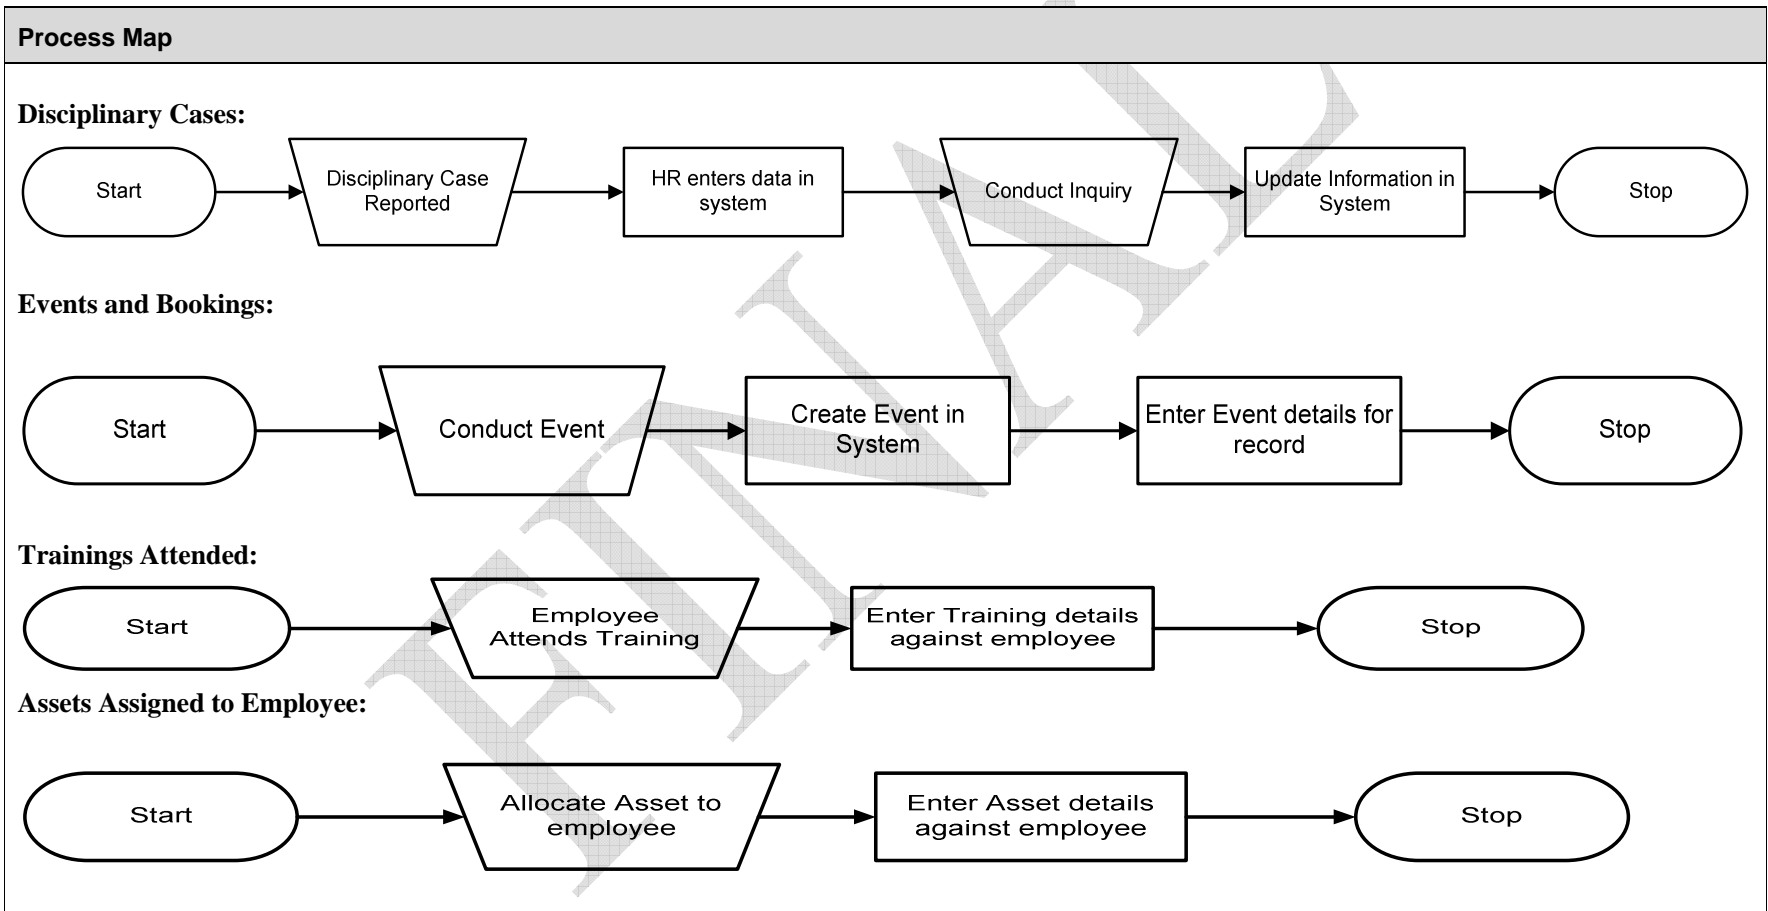 Process Map
Disciplinary Cases:
Start
Disciplinary Case
Reported
HR enters data in
system
Conduct Inquiry
Update Information in
System
Stop
Events and Bookings:
Start
Conduct Event
Create Event in
System
Enter Event details for
record
Stop
Trainings Attended:
Start
Employee
Attends Training
Enter Training details
against employee
Stop
Assets Assigned to Employee:
Start
Allocate Asset to
employee
Enter Asset details
against employee
Stop
FINAL